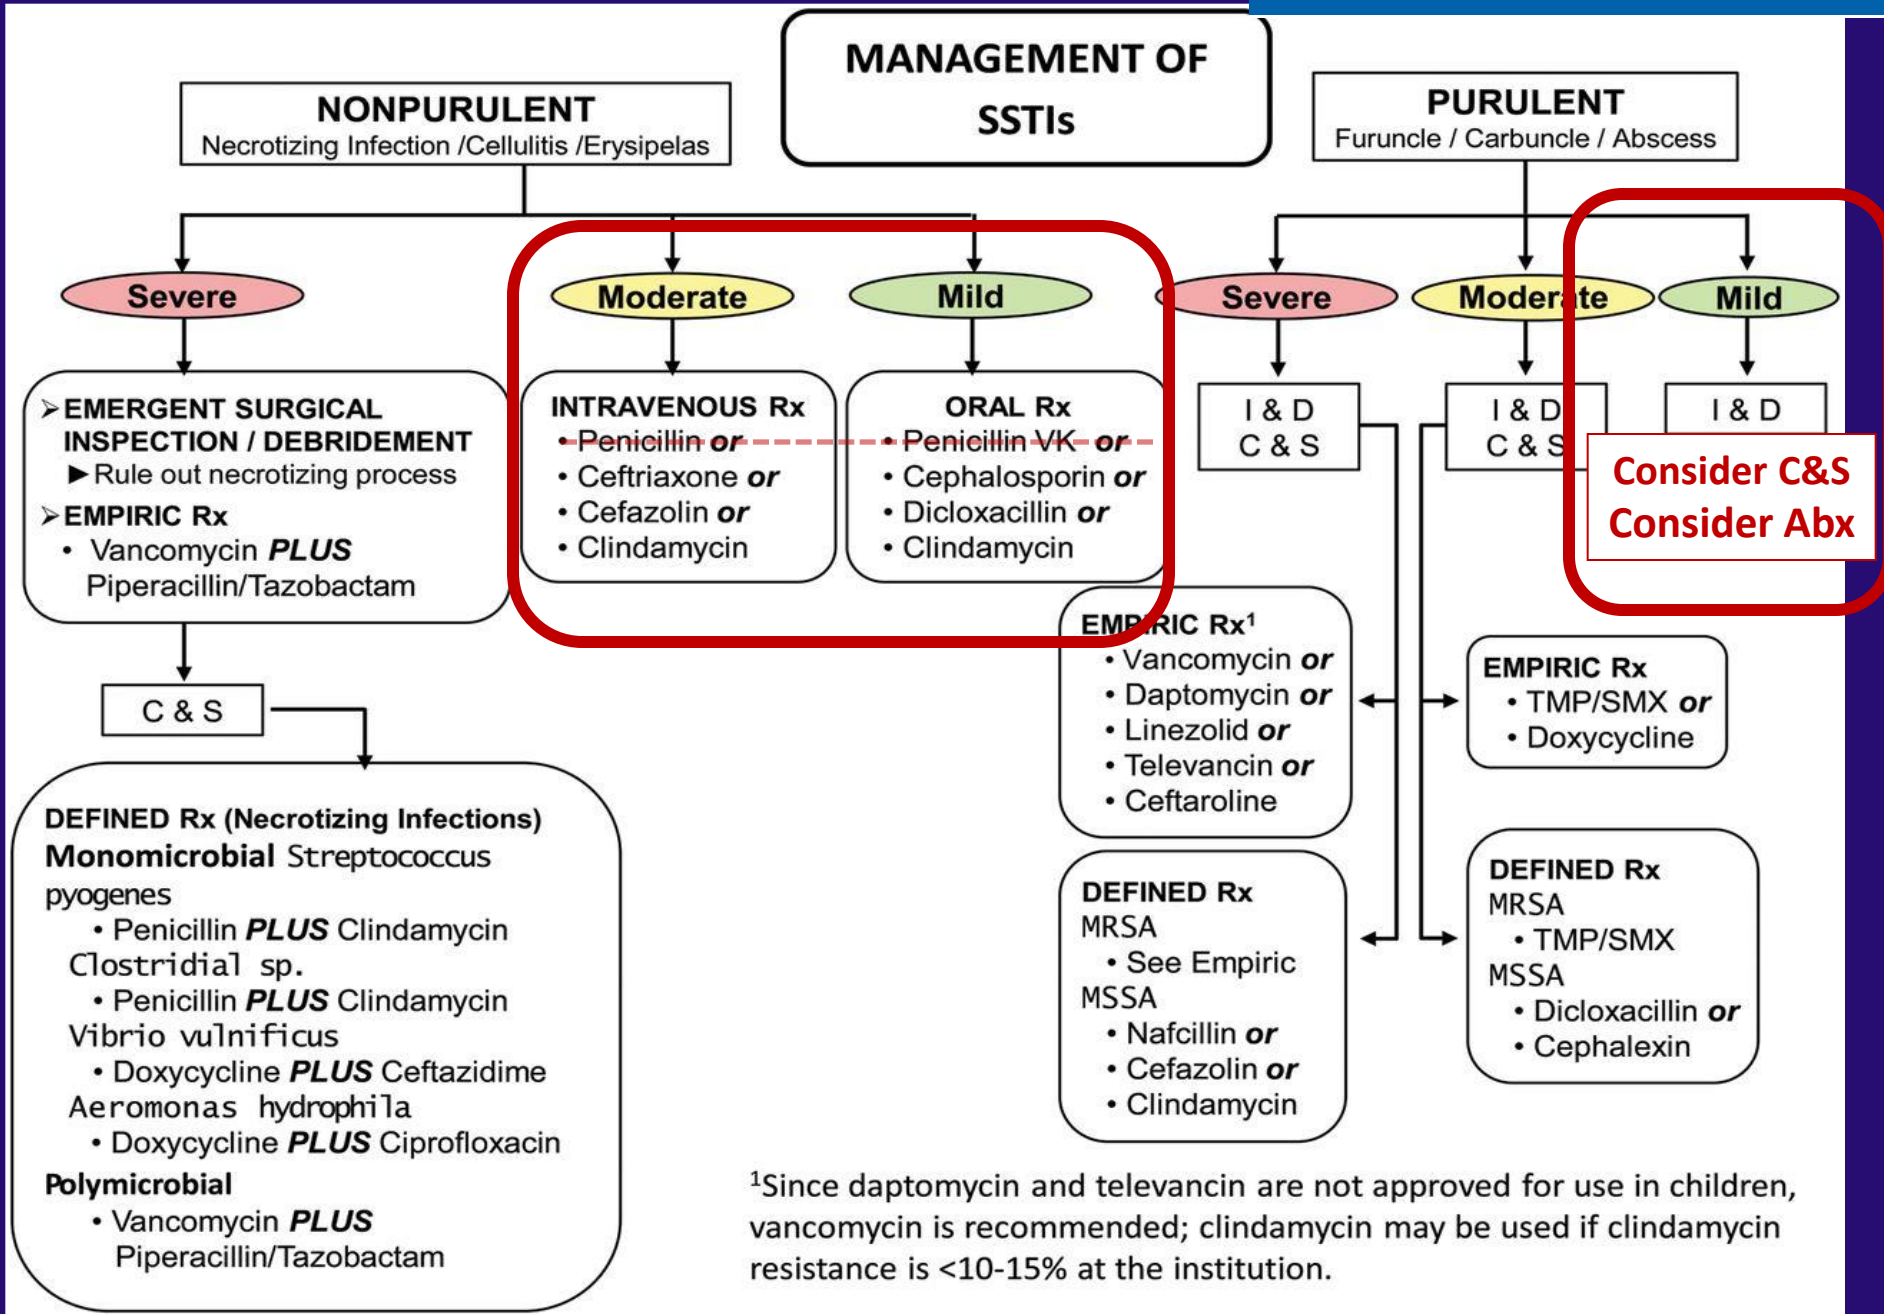 MANAGEMENT OF
SSTIs
NONPURULENT
Necrotizing Infection /Cellulitis /Erysipelas
Severe
➢EMERGENT SURGICAL
INSPECTION / DEBRIDEMENT
►Rule out necrotizing process
➢EMPIRIC Rx
• Vancomycin PLUS
Piperacillin/Tazobactam
C & S
DEFINED Rx (Necrotizing Infections)
Monomicrobial Streptococcus
pyogenes
• Penicillin PLUS Clindamycin
Clostridial sp.
• Penicillin PLUS Clindamycin
Vibrio vulnificus
• Doxycycline PLUS Ceftazidime
Aeromonas hydrophila
• Doxycycline PLUS Ciprofloxacin
Polymicrobial
• Vancomycin PLUS
Piperacillin/Tazobactam
Moderate
INTRAVENOUS Rx
• Penicillin or
• Ceftriaxone or
• Cefazolin or
• Clindamycin
Mild
ORAL Rx
• Penicillin VK or
• Cephalosporin or
• Dicloxacillin or
• Clindamycin
PURULENT
Furuncle / Carbuncle / Abscess
Severe
I & D
C & S
EMPIRIC Rx¹
• Vancomycin or
• Daptomycin or
• Linezolid or
• Televancin or
• Ceftaroline
DEFINED Rx
MRSA
• See Empiric
MSSA
• Nafcillin or
• Cefazolin or
• Clindamycin
Moderate
I & D
C & S
EMPIRIC Rx
• TMP/SMX or
• Doxycycline
DEFINED Rx
MRSA
• TMP/SMX
MSSA
• Dicloxacillin or
• Cephalexin
Mild
I & D
Consider C&S
Consider Abx
¹Since daptomycin and televancin are not approved for use in children,
vancomycin is recommended; clindamycin may be used if clindamycin
resistance is <10-15% at the institution.